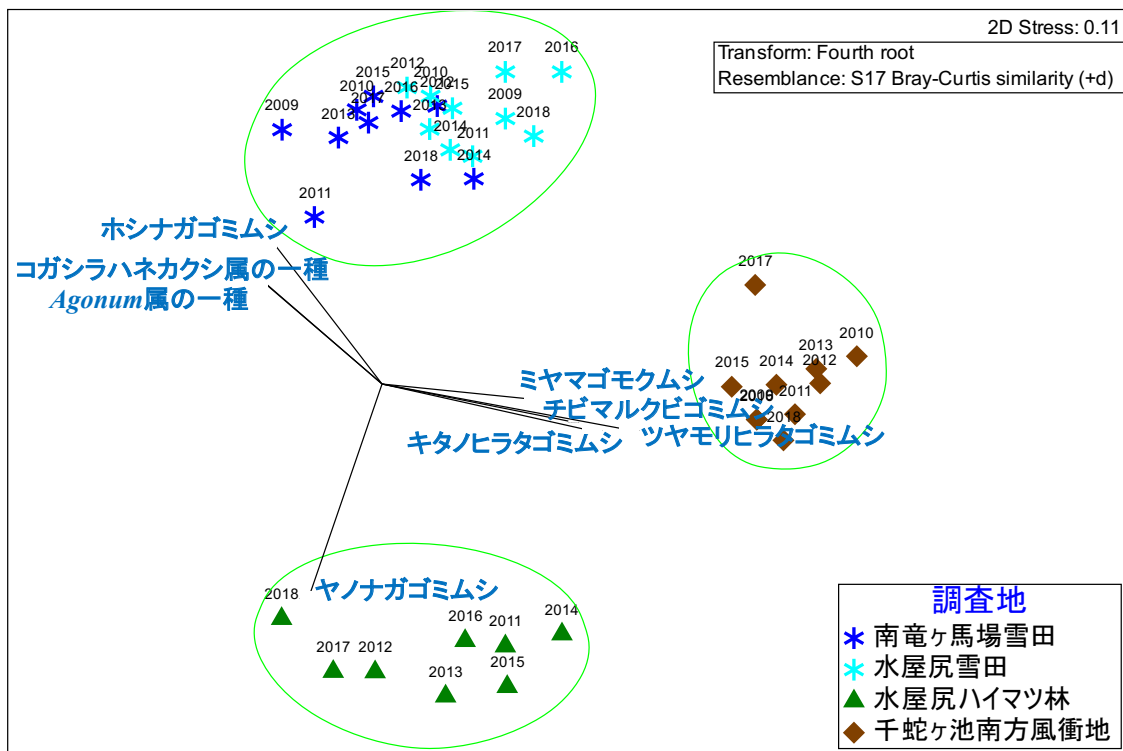 2D Stress: 0.11
Transform: Fourth root
Resemblance: S17 Bray-Curtis similarity (+d)
2017
2016
2012
2010
2015
2012
2015
2010
2016
2017
2009
2013
2009
2013
2018
2014
2011
2018
2014
2011
ホシナガゴミムシ
コガシラハネカクシ属の一種
Agonum属の一種
2017
2010
2013
2015
2014
2012
ミヤマゴモクムシ
2011
チビマルクビゴミムシ
2018
キタノヒラタゴミムシ
ツヤモリヒラタゴミムシ
ヤノナガゴミムシ
2018
2016
2011
2014
2017
2012
2013
2015
調査地
南竜ヶ馬場雪田
水屋尻雪田
水屋尻ハイマツ林
千蛇ヶ池南方風衝地